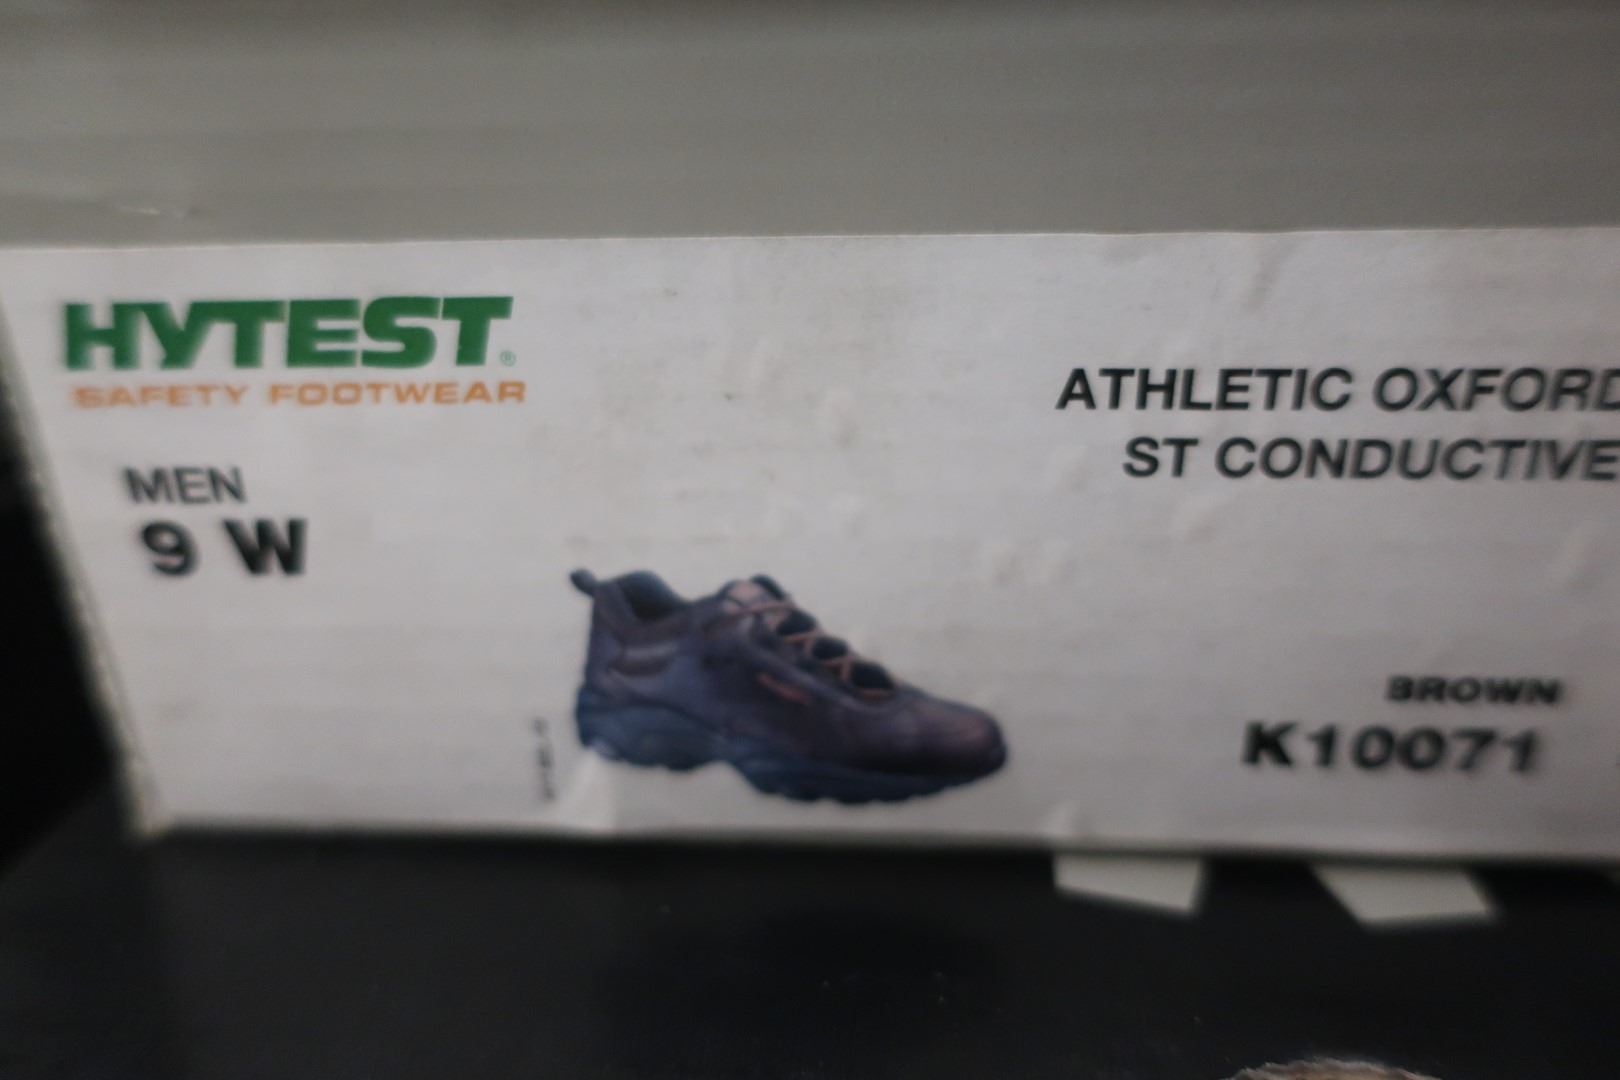 HYTEST®
SAFETY FOOTWEAR
MEN
9 W
ATHLETIC OXFORD
ST CONDUCTIVE
BROWN
K10071